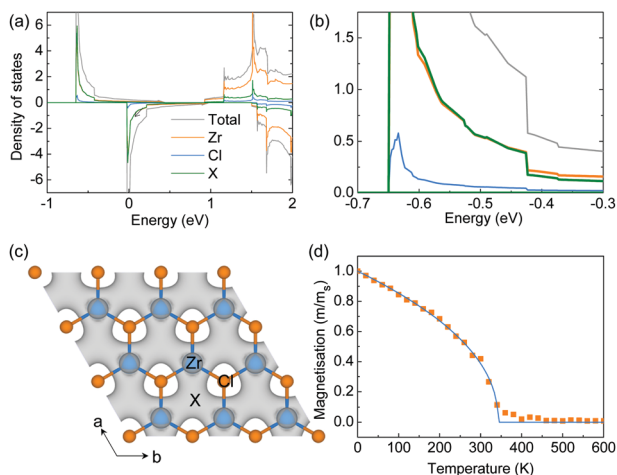 (a)
Density of states
6
4
2
0
-2
-4
-6
Total
Zr
Cl
X
-1
0
1
2
Energy (eV)
(b)
1.5
1.0
0.5
0.0
-0.7
-0.6
-0.5
-0.4
-0.3
Energy (eV)
(c)
Zr
Cl
X
a
b
(d)
Magnetisation (m/ms)
1.0
0.8
0.6
0.4
0.2
0.0
0
100
200
300
400
500
600
Temperature (K)